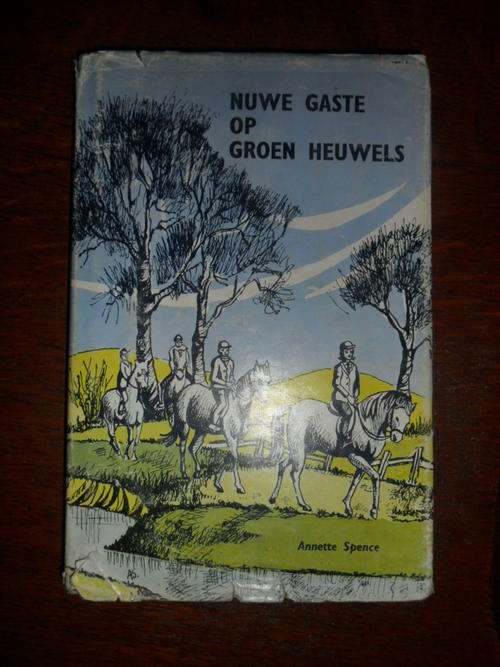 NUWE GASTE
OP
GROEN HEUWELS
Annette Spence